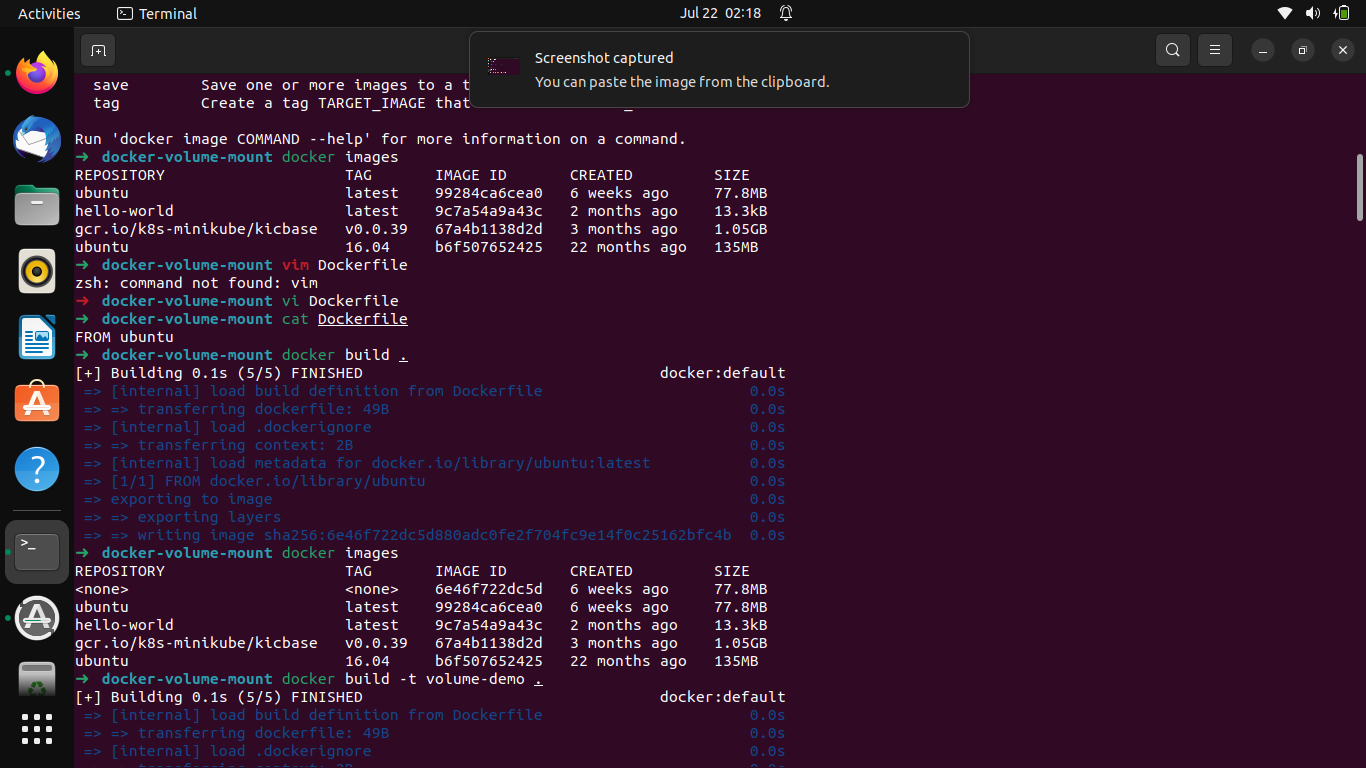 Activities
Terminal
Jul 22 02:18
Screenshot captured
You can paste the image from the clipboard.
save Save one or more images to a t
tag Create a tag TARGET_IMAGE that
Run 'docker image COMMAND --help' for more information on a command.
➜ docker-volume-mount docker images
REPOSITORY TAG IMAGE ID CREATED SIZE
ubuntu latest 99284ca6cea0 6 weeks ago 77.8MB
hello-world latest 9c7a54a9a43c 2 months ago 13.3kB
gcr.io/k8s-minikube/kicbase v0.0.39 67a4b1138d2d 3 months ago 1.05GB
ubuntu 16.04 b6f507652425 22 months ago 135MB
➜ docker-volume-mount vim Dockerfile
zsh: command not found: vim
➜ docker-volume-mount vi Dockerfile
➜ docker-volume-mount cat Dockerfile
FROM ubuntu
➜ docker-volume-mount docker build .
[+] Building 0.1s (5/5) FINISHED docker:default
=> [internal] load build definition from Dockerfile 0.0s
=> => transferring dockerfile: 49B 0.0s
=> [internal] load .dockerignore 0.0s
=> => transferring context: 2B 0.0s
=> [internal] load metadata for docker.io/library/ubuntu:latest 0.0s
=> [1/1] FROM docker.io/library/ubuntu 0.0s
=> exporting to image 0.0s
=> => exporting layers 0.0s
=> => writing image sha256:6e46f722dc5d880adc0fe2f704fc9e14f0c25162bfc4b 0.0s
➜ docker-volume-mount docker images
REPOSITORY TAG IMAGE ID CREATED SIZE
<none> <none> 6e46f722dc5d 6 weeks ago 77.8MB
ubuntu latest 99284ca6cea0 6 weeks ago 77.8MB
hello-world latest 9c7a54a9a43c 2 months ago 13.3kB
gcr.io/k8s-minikube/kicbase v0.0.39 67a4b1138d2d 3 months ago 1.05GB
ubuntu 16.04 b6f507652425 22 months ago 135MB
➜ docker-volume-mount docker build -t volume-demo .
[+] Building 0.1s (5/5) FINISHED docker:default
=> [internal] load build definition from Dockerfile 0.0s
=> => transferring dockerfile: 49B 0.0s
=> [internal] load .dockerignore 0.0s